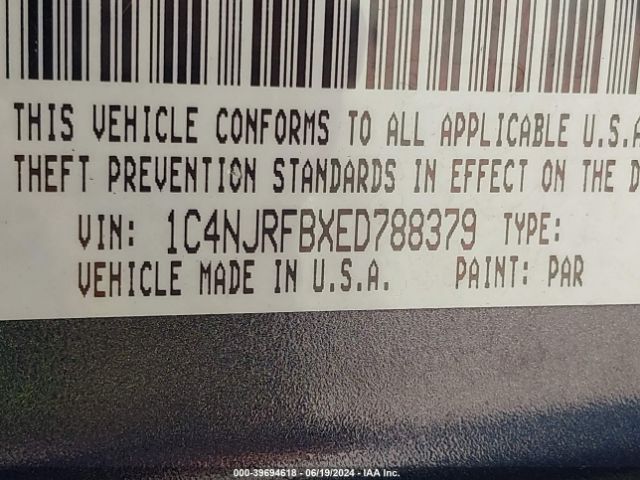 THIS VEHICLE CONFORMS TO ALL APPLICABLE U.S.A
THEFT PREVENTION STANDARDS IN EFFECT ON THE D
VIN: 1C4NJRFBXED788379 TYPE:
VEHICLE MADE IN U.S.A. PAINT: PAR
000-39694618 - 06/19/2024 - IAA Inc.